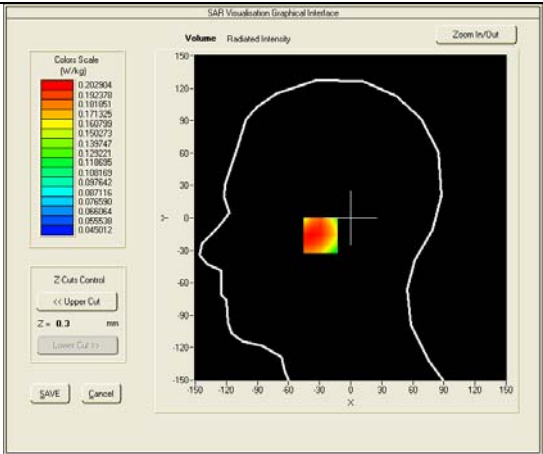 SAR Visualisation Graphical Interface
Volume Radiated Intensity
Zoom In/Out
Colors Scale
(W/kg)
0.202904
0.192378
0.181851
0.171325
0.160799
0.150273
0.139747
0.129221
0.118695
0.108169
0.097642
0.087116
0.076590
0.066064
0.055538
0.045012
Z-Cuts Control
<< Upper Cut
Z = 0.3 mm
Lower Cut >>
SAVE Cancel
150
120
90
60
30
0
-30
-60
-90
-120
-150
Y
-150 -120 -90 -60 -30 0 30 60 90 120 150
X